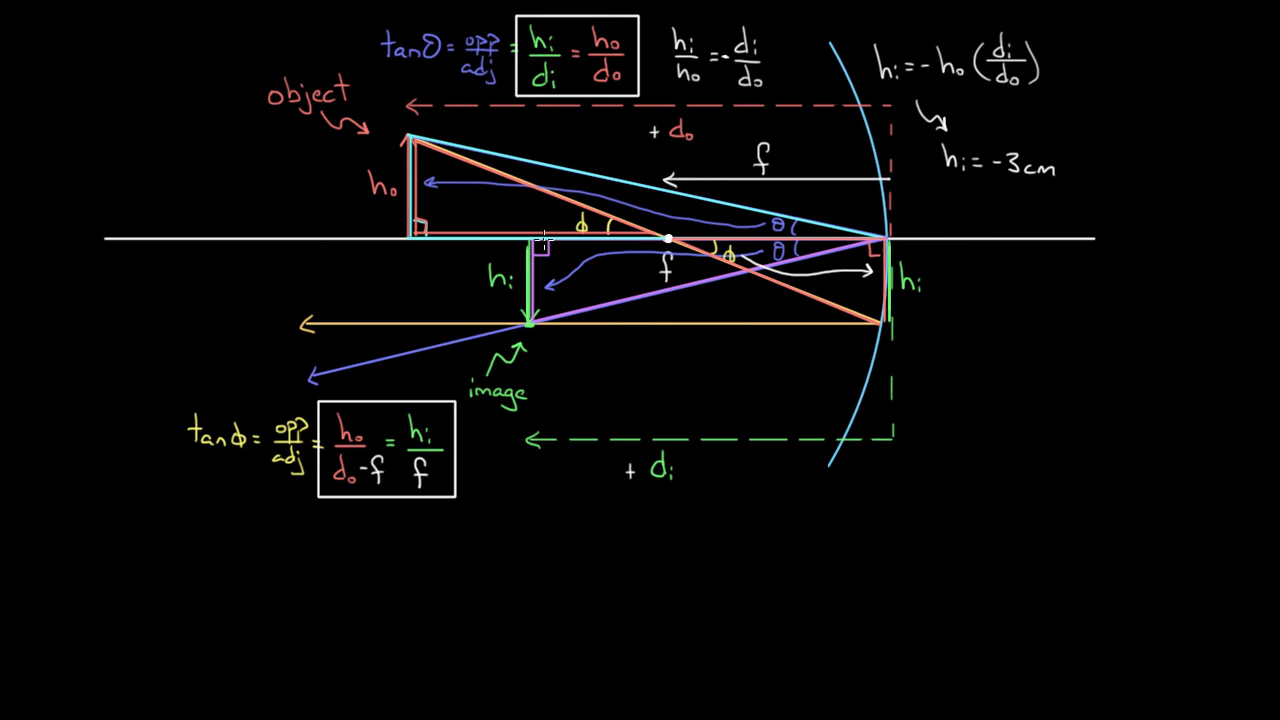 tanθ = opp/adj = hi/di = ho/do
hi/ho = - di/do
hi = - ho (di/do)
object
+ do
f
hi = -3cm
ho
ϕ
θ
hi
f
ϕ
θ
hi
image
tanϕ = opp/adj = ho/do-f = hi/f
+ di